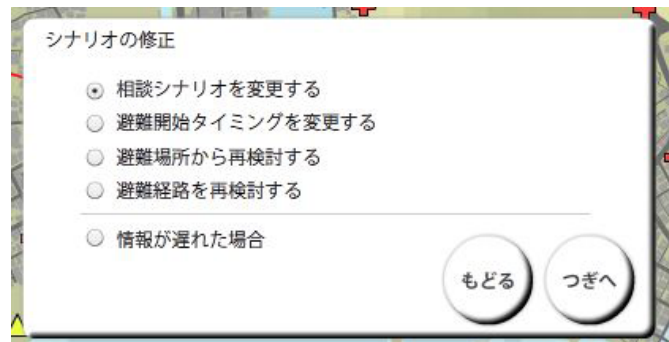 シナリオの修正
相談シナリオを変更する
避難開始タイミングを変更する
避難場所から再検討する
避難経路を再検討する
情報が遅れた場合
もどる
つぎへ